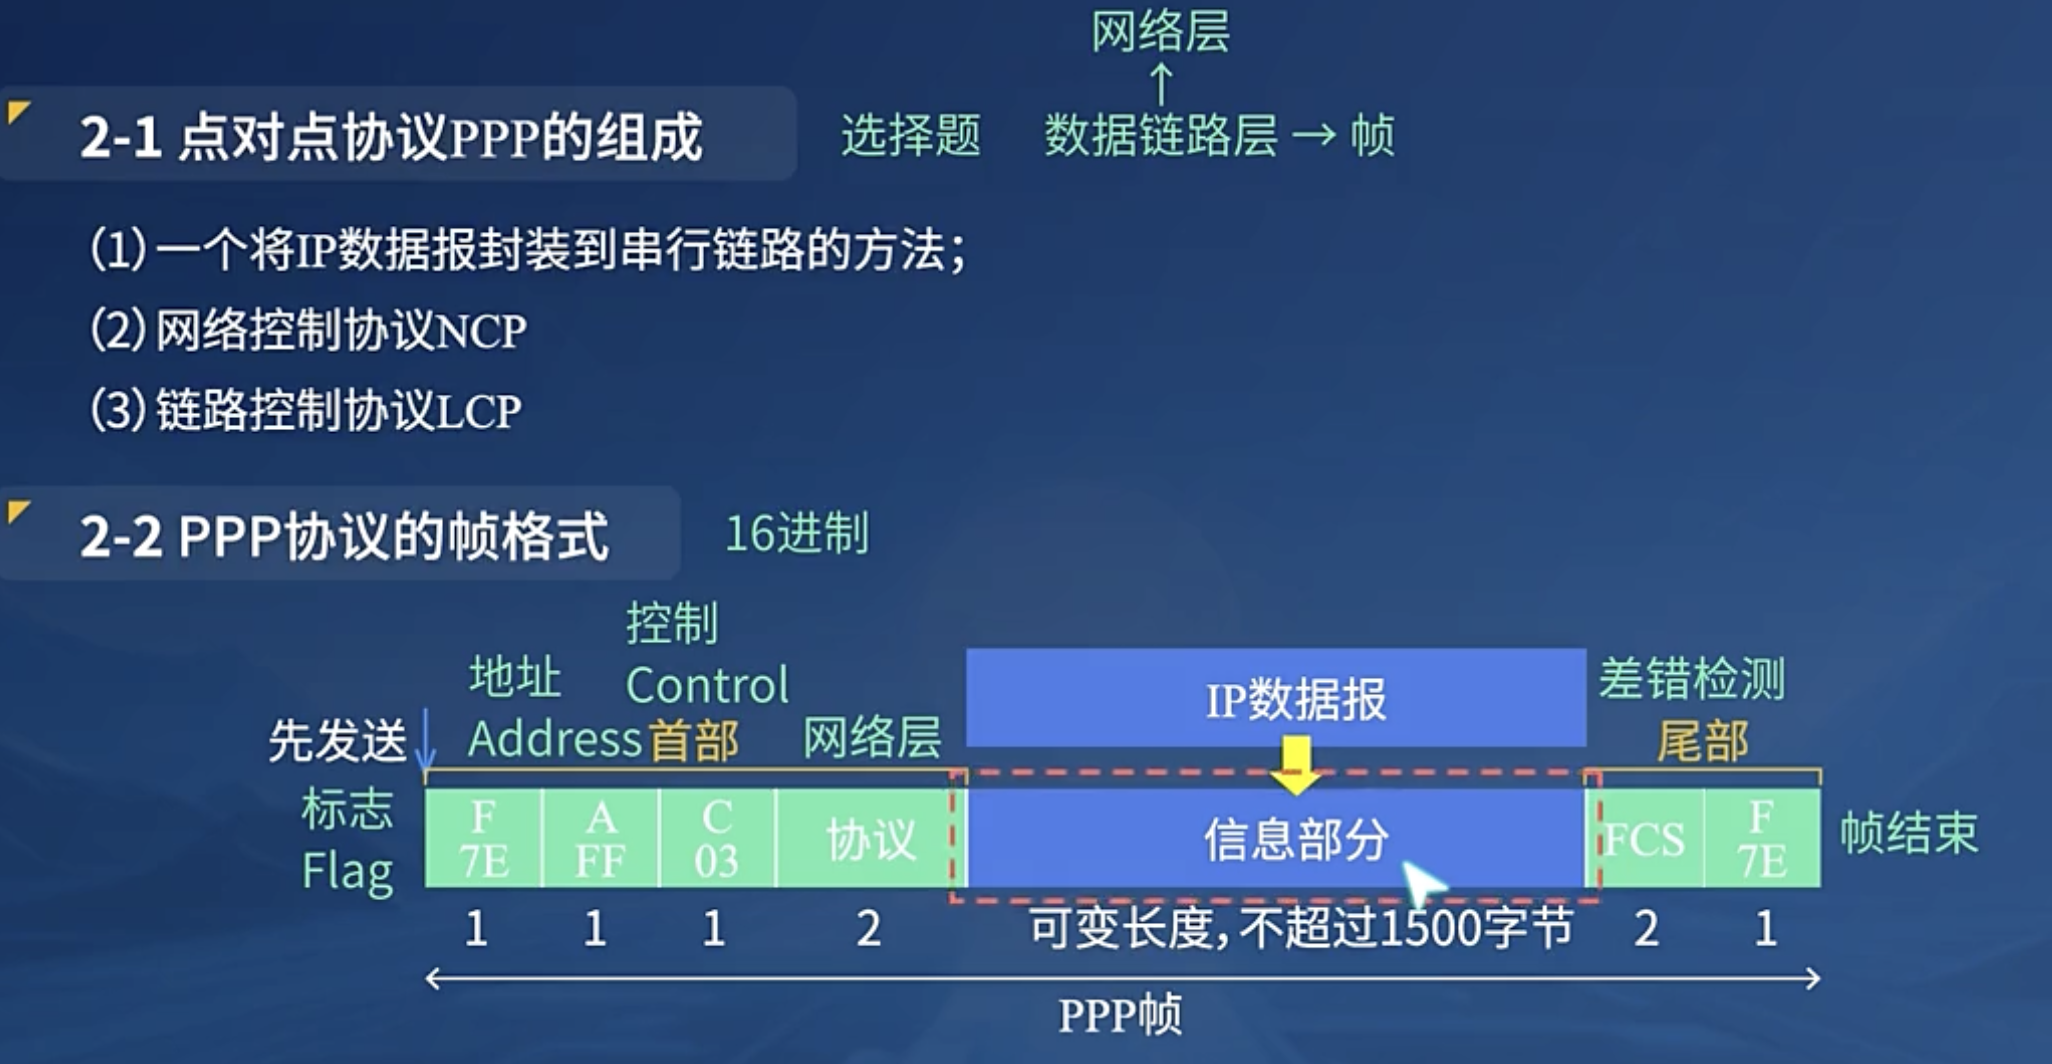 网络层
↑
2-1 点对点协议PPP的组成
选择题
数据链路层 → 帧
(1)一个将IP数据报封装到串行链路的方法;
(2)网络控制协议NCP
(3)链路控制协议LCP
2-2 PPP协议的帧格式
16进制
控制
Control
地址
Address
首部
网络层
IP数据报
差错检测
尾部
先发送
标志
Flag
F
7E
A
FF
C
03
协议
信息部分
FCS
F
7E
帧结束
1 1 1 2 可变长度,不超过1500字节 2 1
PPP帧